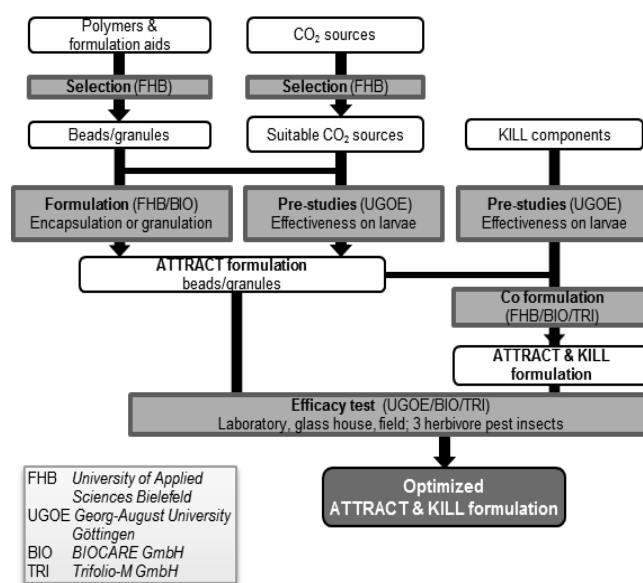 Polymers &
formulation aids
CO₂ sources
Selection (FHB)
Selection (FHB)
Beads/granules
Suitable CO₂ sources
KILL components
Formulation (FHB/BIO)
Encapsulation or granulation
Pre-studies (UGOE)
Effectiveness on larvae
Pre-studies (UGOE)
Effectiveness on larvae
ATTRACT formulation
beads/granules
Co formulation
(FHB/BIO/TRI)
ATTRACT & KILL
formulation
Efficacy test (UGOE/BIO/TRI)
Laboratory, glass house, field; 3 herbivore pest insects
Optimized
ATTRACT & KILL formulation
FHB University of Applied
Sciences Bielefeld
UGOE Georg-August University
Göttingen
BIO BIOCARE GmbH
TRI Trifolio-M GmbH